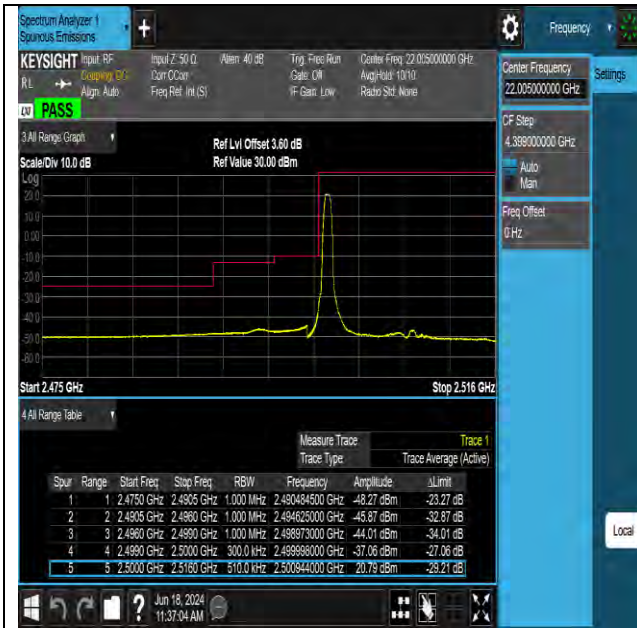 Spectrum Analyzer 1
Spurious Emissions
Frequency
KEYSIGHT
Input: RF
Coupling: DC
Align: Auto
Input Z: 50 Ω
Corr CCorr
Freq Ref: Int (S)
Atten: 40 dB
Trig: Free Run
Gate: Off
IF Gain: Low
Center Freq: 22.005000000 GHz
Avg|Hold: 10/10
Radio Std: None
RL
PASS
Center Frequency
22.005000000 GHz
Settings
CF Step
4.399000000 GHz
Auto
Man
Freq Offset
0 Hz
3 All Range Graph
Scale/Div 10.0 dB
Ref Lvl Offset 3.60 dB
Ref Value 30.00 dBm
Log
20.0
10.0
0.00
-10.0
-20.0
-30.0
-40.0
-50.0
-60.0
Start 2.475 GHz
Stop 2.516 GHz
4 All Range Table
Measure Trace Trace 1
Trace Type Trace Average (Active)
Spur Range Start Freq Stop Freq RBW Frequency Amplitude ΔLimit
1 1 2.4750 GHz 2.4905 GHz 1.000 MHz 2.490484500 GHz -48.27 dBm -23.27 dB
2 2 2.4905 GHz 2.4960 GHz 1.000 MHz 2.494625000 GHz -45.87 dBm -32.87 dB
3 3 2.4960 GHz 2.4990 GHz 1.000 MHz 2.498973000 GHz -44.01 dBm -34.01 dB
4 4 2.4990 GHz 2.5000 GHz 300.0 kHz 2.499998000 GHz -37.06 dBm -27.06 dB
5 5 2.5000 GHz 2.5160 GHz 510.0 kHz 2.500944000 GHz 20.79 dBm -29.21 dB
Local
Jun 18, 2024
11:37:04 AM